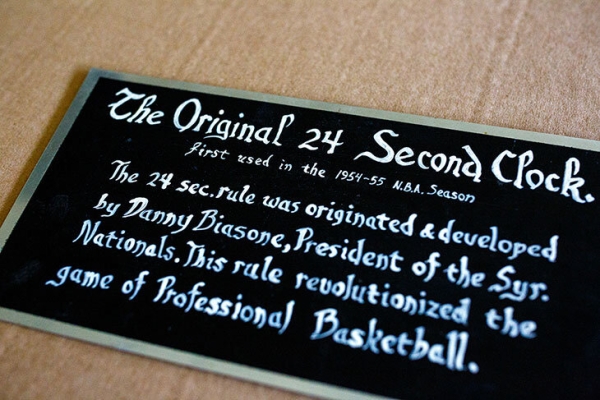 The Original 24 Second Clock.
first used in the 1954-55 N.B.A. Season
The 24 sec. rule was originated & developed
by Danny Biasone, President of the Syr.
Nationals. This rule revolutionized the
game of Professional Basketball.